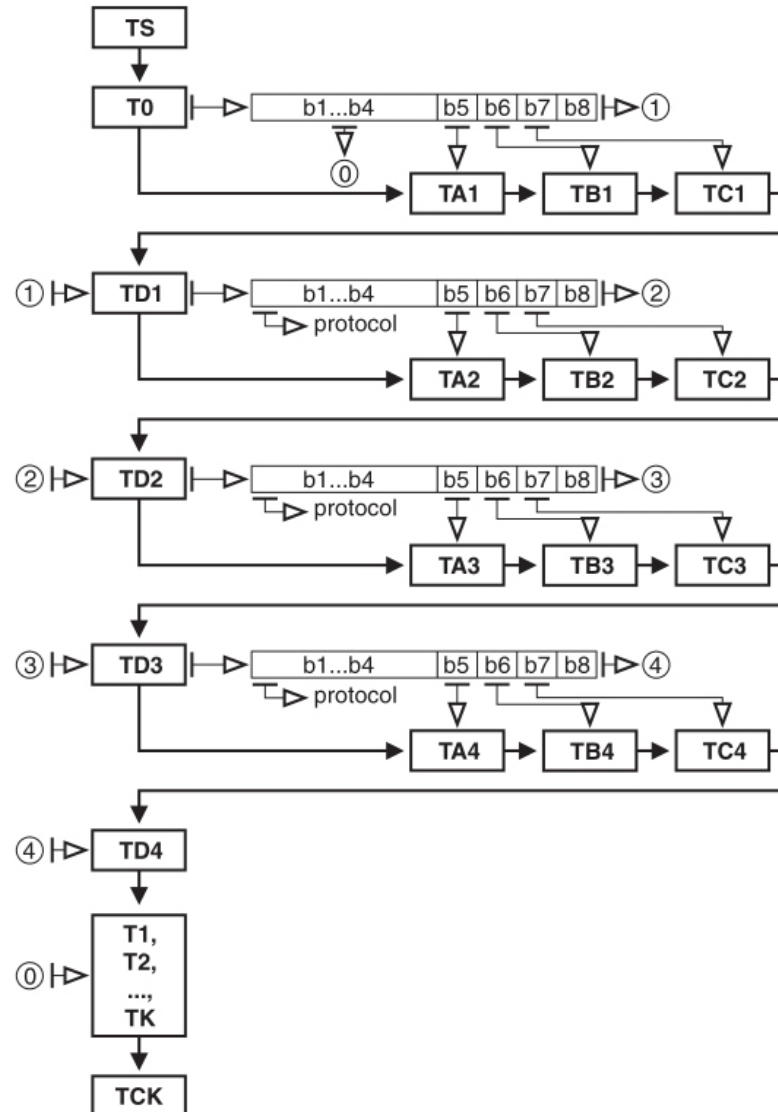 TS
T0 b1...b4 b5 b6 b7 b8 1
0
TA1 TB1 TC1
1 TD1 b1...b4 b5 b6 b7 b8 2
protocol
TA2 TB2 TC2
2 TD2 b1...b4 b5 b6 b7 b8 3
protocol
TA3 TB3 TC3
3 TD3 b1...b4 b5 b6 b7 b8 4
protocol
TA4 TB4 TC4
4 TD4
T1,
T2,
0
...,
TK
TCK